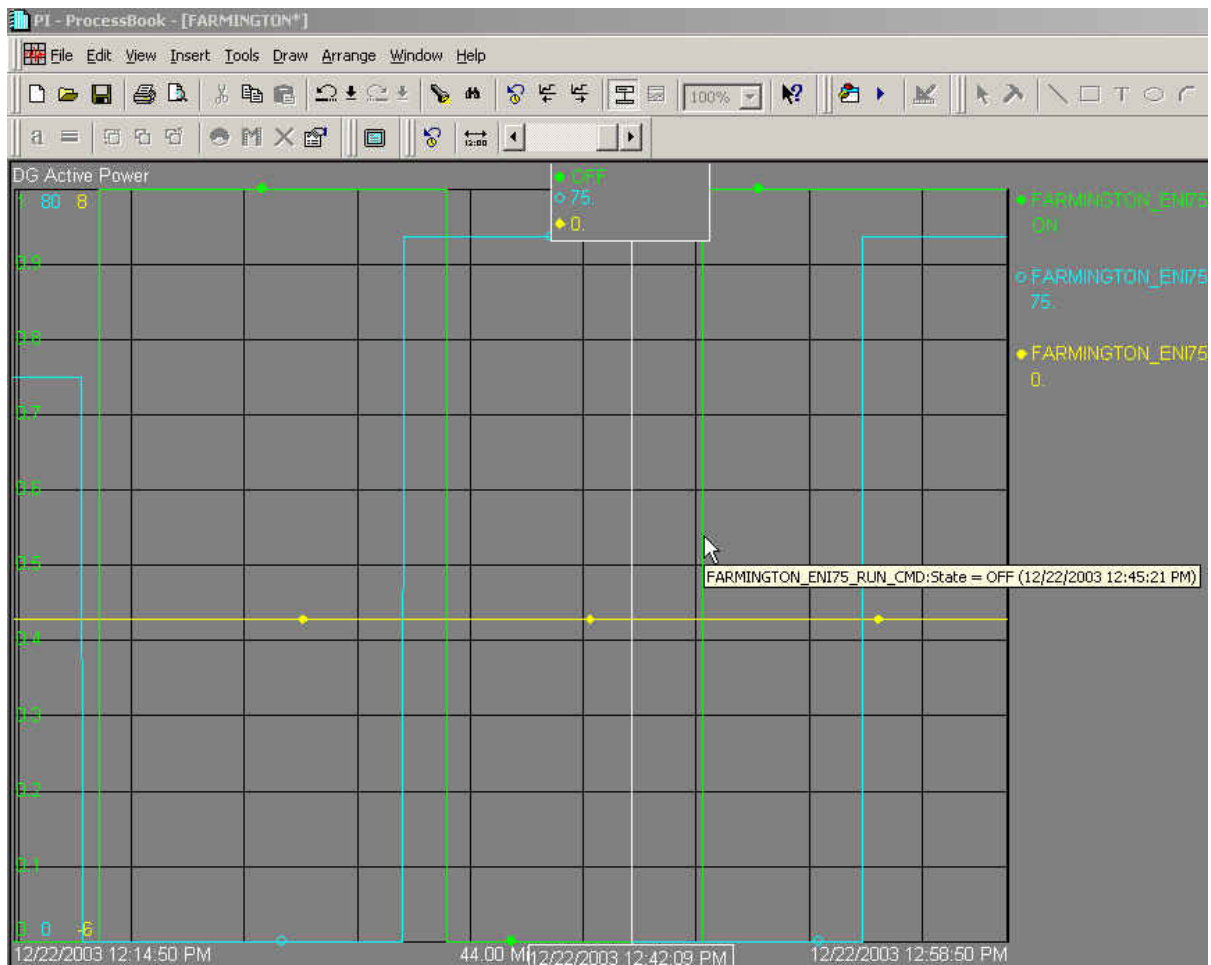 PI - ProcessBook - [FARMINGTON*]
File Edit View Insert Tools Draw Arrange Window Help
100%
T
a
M
12:00
DG Active Power
1 80 8
OFF
75.
0.
0.9
0.8
0.7
0.6
0.5
0.4
0.3
0.2
0.1
0 0 -6
FARMINGTON_ENI75
ON
FARMINGTON_ENI75
75.
FARMINGTON_ENI75
0.
FARMINGTON_ENI75_RUN_CMD:State = OFF (12/22/2003 12:45:21 PM)
12/22/2003 12:14:50 PM
44.00
12/22/2003 12:42:09 PM
12/22/2003 12:58:50 PM